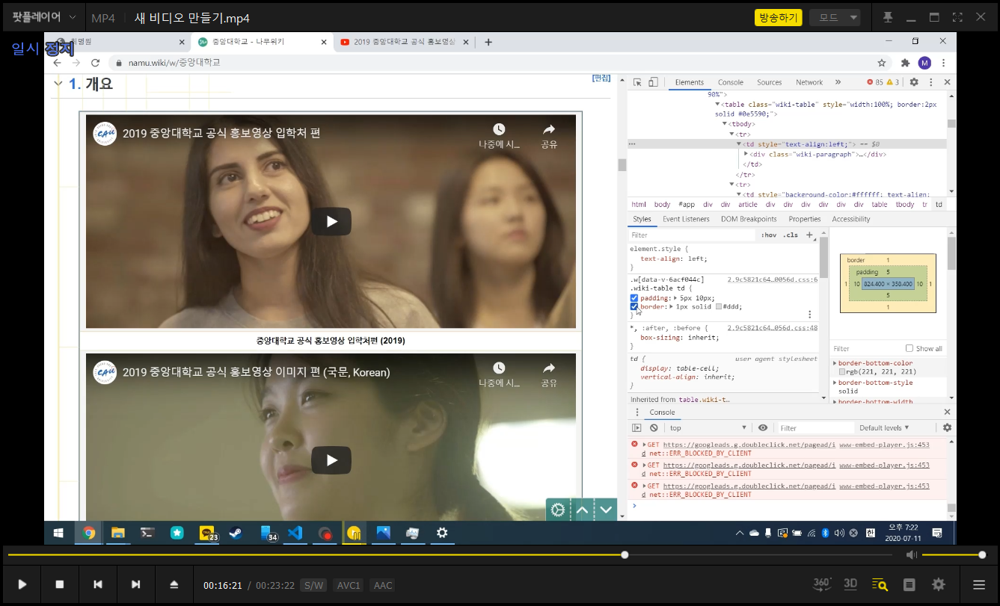 팟플레이어
MP4
새 비디오 만들기.mp4
방송하기
모드
일시 정지
최명원
중앙대학교 - 나무위키
2019 중앙대학교 공식 홍보영상
namu.wiki/w/중앙대학교
M
1. 개요
[편집]
CAU
2019 중앙대학교 공식 홍보영상 입학처 편
나중에 시...
공유
중앙대학교 공식 홍보영상 입학처편 (2019)
CAU
2019 중앙대학교 공식 홍보영상 이미지 편 (국문, Korean)
나중에 시...
공유
Elements Console Sources Network » 85 3
90%">
<table class="wiki-table" style="width:100%; border:2px
solid #0e5590;">
<tbody>
<tr>
<td style="text-align:left;"> == $0
<div class="wiki-paragraph">…</div>
</td>
</tr>
<tr>
<td style="background-color:#ffffff; text-align:
html body #app div div article div div div div div div table tbody tr td
Styles Event Listeners DOM Breakpoints Properties Accessibility
Filter :hov .cls +
element.style {
text-align: left;
}
.w[data-v-6acf044c] 2.9c5821c64…0056d.css:6
.wiki-table td {
padding: 5px 10px;
border: 1px solid #ddd;
}
*, :after, :before { 2.9c5821c64…056d.css:48
box-sizing: inherit;
}
td { user agent stylesheet
display: table-cell;
vertical-align: inherit;
}
Inherited from table.wiki-t…
border 1
padding 5
1 10 824.400 × 358.400 10 1
5
1
Filter Show all
border-bottom-color
rgb(221, 221, 221)
border-bottom-style
solid
border-bottom-width
Console
top Filter Default levels ▼
GET https://googleads.g.doubleclick.net/pagead/i www-embed-player.js:453
d net::ERR_BLOCKED_BY_CLIENT
GET https://googleads.g.doubleclick.net/pagead/i www-embed-player.js:453
d net::ERR_BLOCKED_BY_CLIENT
GET https://googleads.g.doubleclick.net/pagead/i www-embed-player.js:453
d net::ERR_BLOCKED_BY_CLIENT
23
34
한
오후 7:22
2020-07-11
00:16:21 / 00:23:22 S/W AVC1 AAC
360°
3D